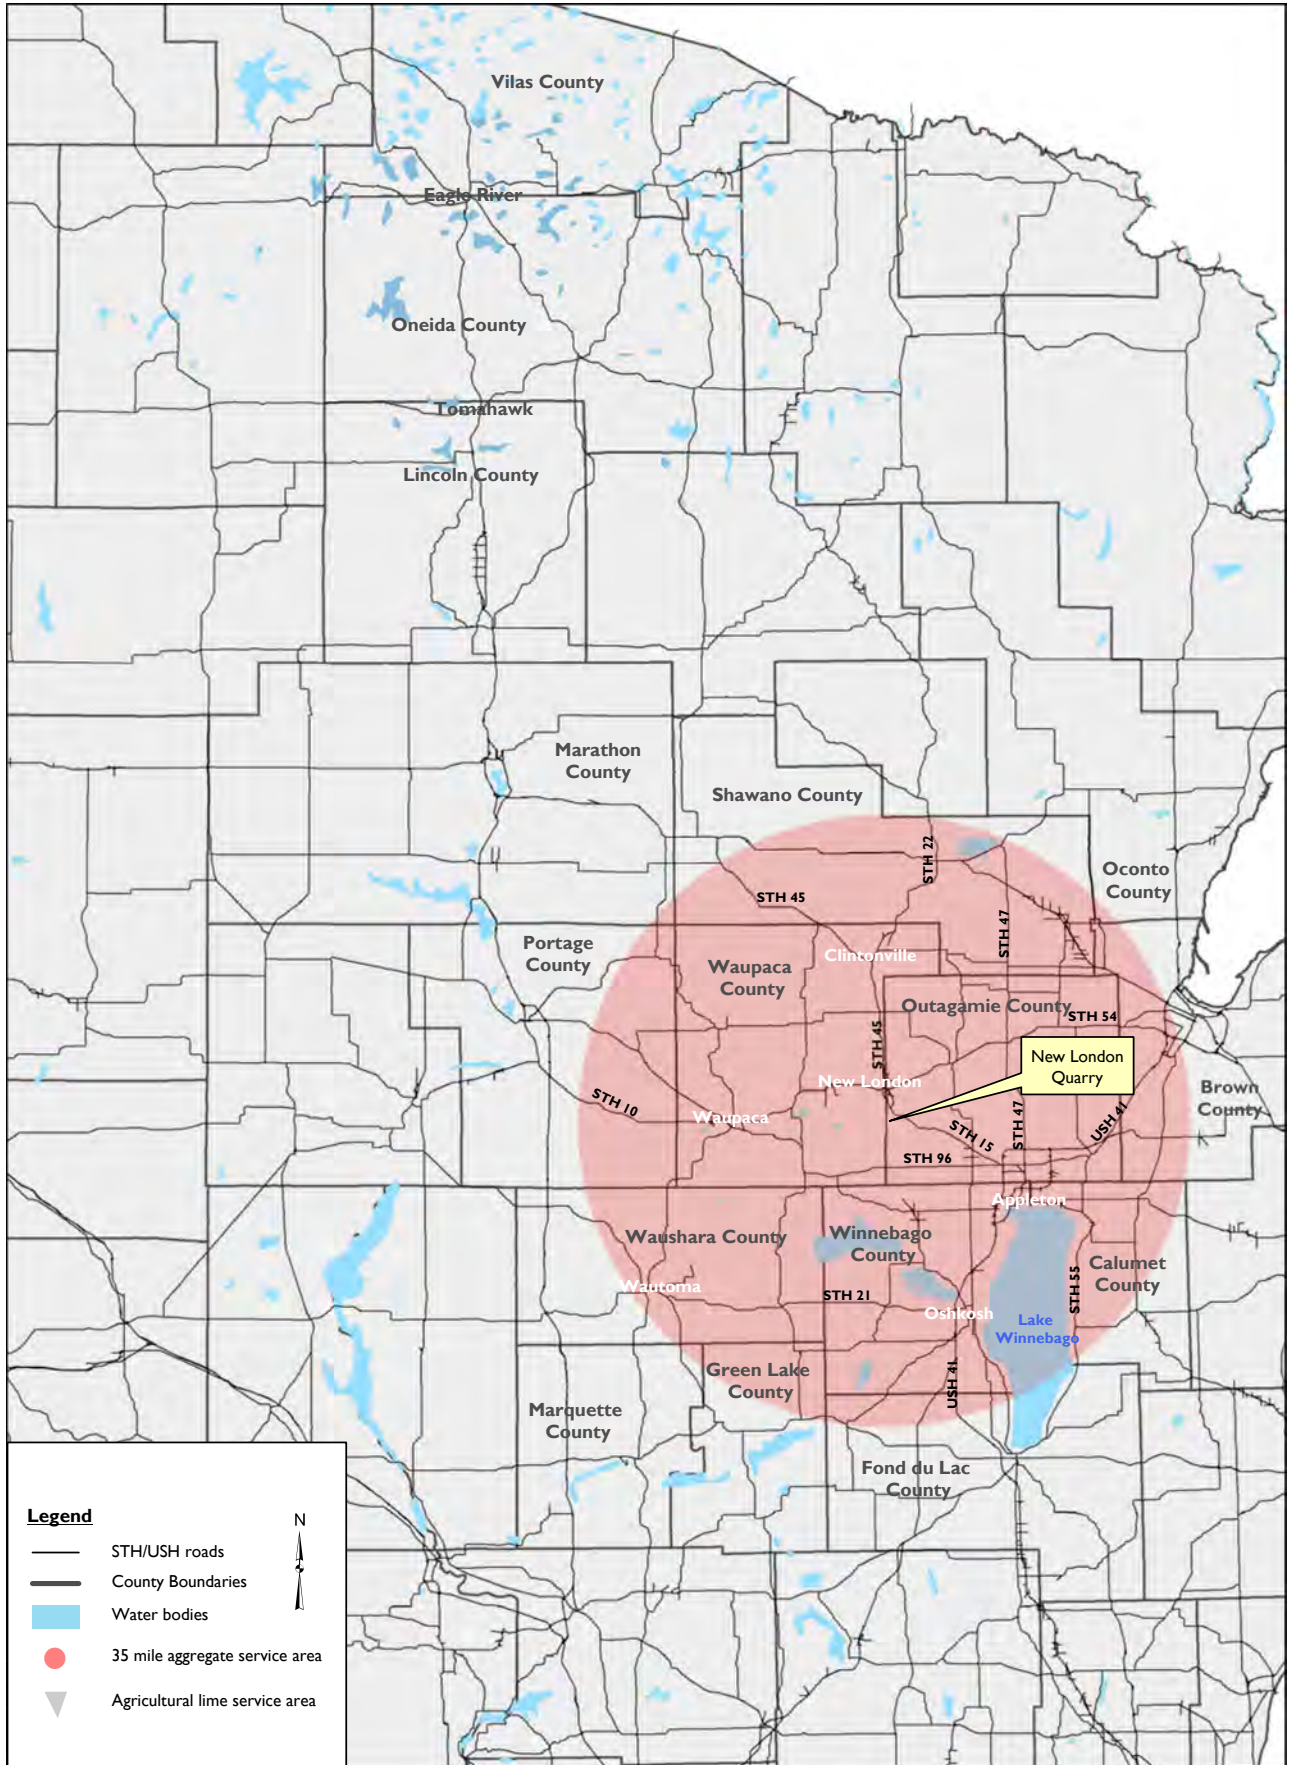 Vilas County
Eagle River
Oneida County
Tomahawk
Lincoln County
Marathon
County
Shawano County
STH 22
Oconto
County
STH 45
STH 47
Portage
County
Clintonville
Waupaca
County
Outagamie County
STH 54
STH 45
New London
Quarry
New London
Brown
County
STH 10
Waupaca
STH 15
STH 47
USH 41
STH 96
Appleton
Waushara County
Winnebago
County
Calumet
County
Wautoma
STH 21
STH 55
Oshkosh
Lake
Winnebago
Green Lake
County
USH 41
Marquette
County
Fond du Lac
County
Legend
N
STH/USH roads
County Boundaries
Water bodies
35 mile aggregate service area
Agricultural lime service area